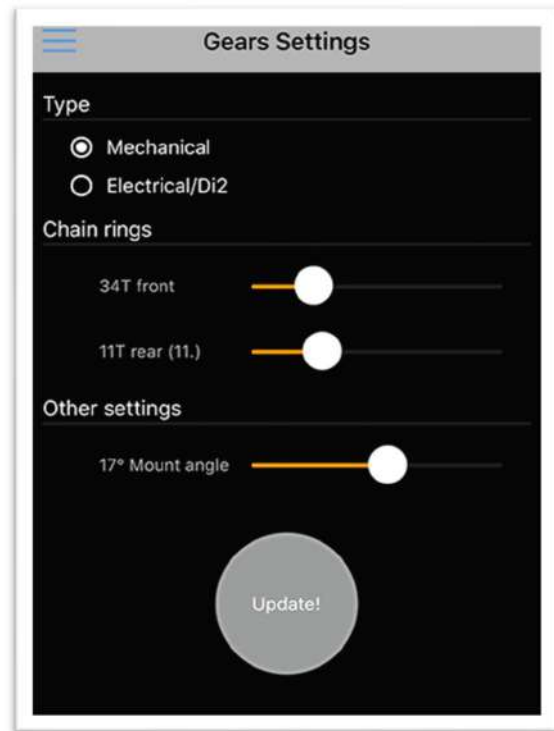 Gears Settings
Type
Mechanical
Electrical/Di2
Chain rings
34T front
11T rear (11.)
Other settings
17° Mount angle
Update!